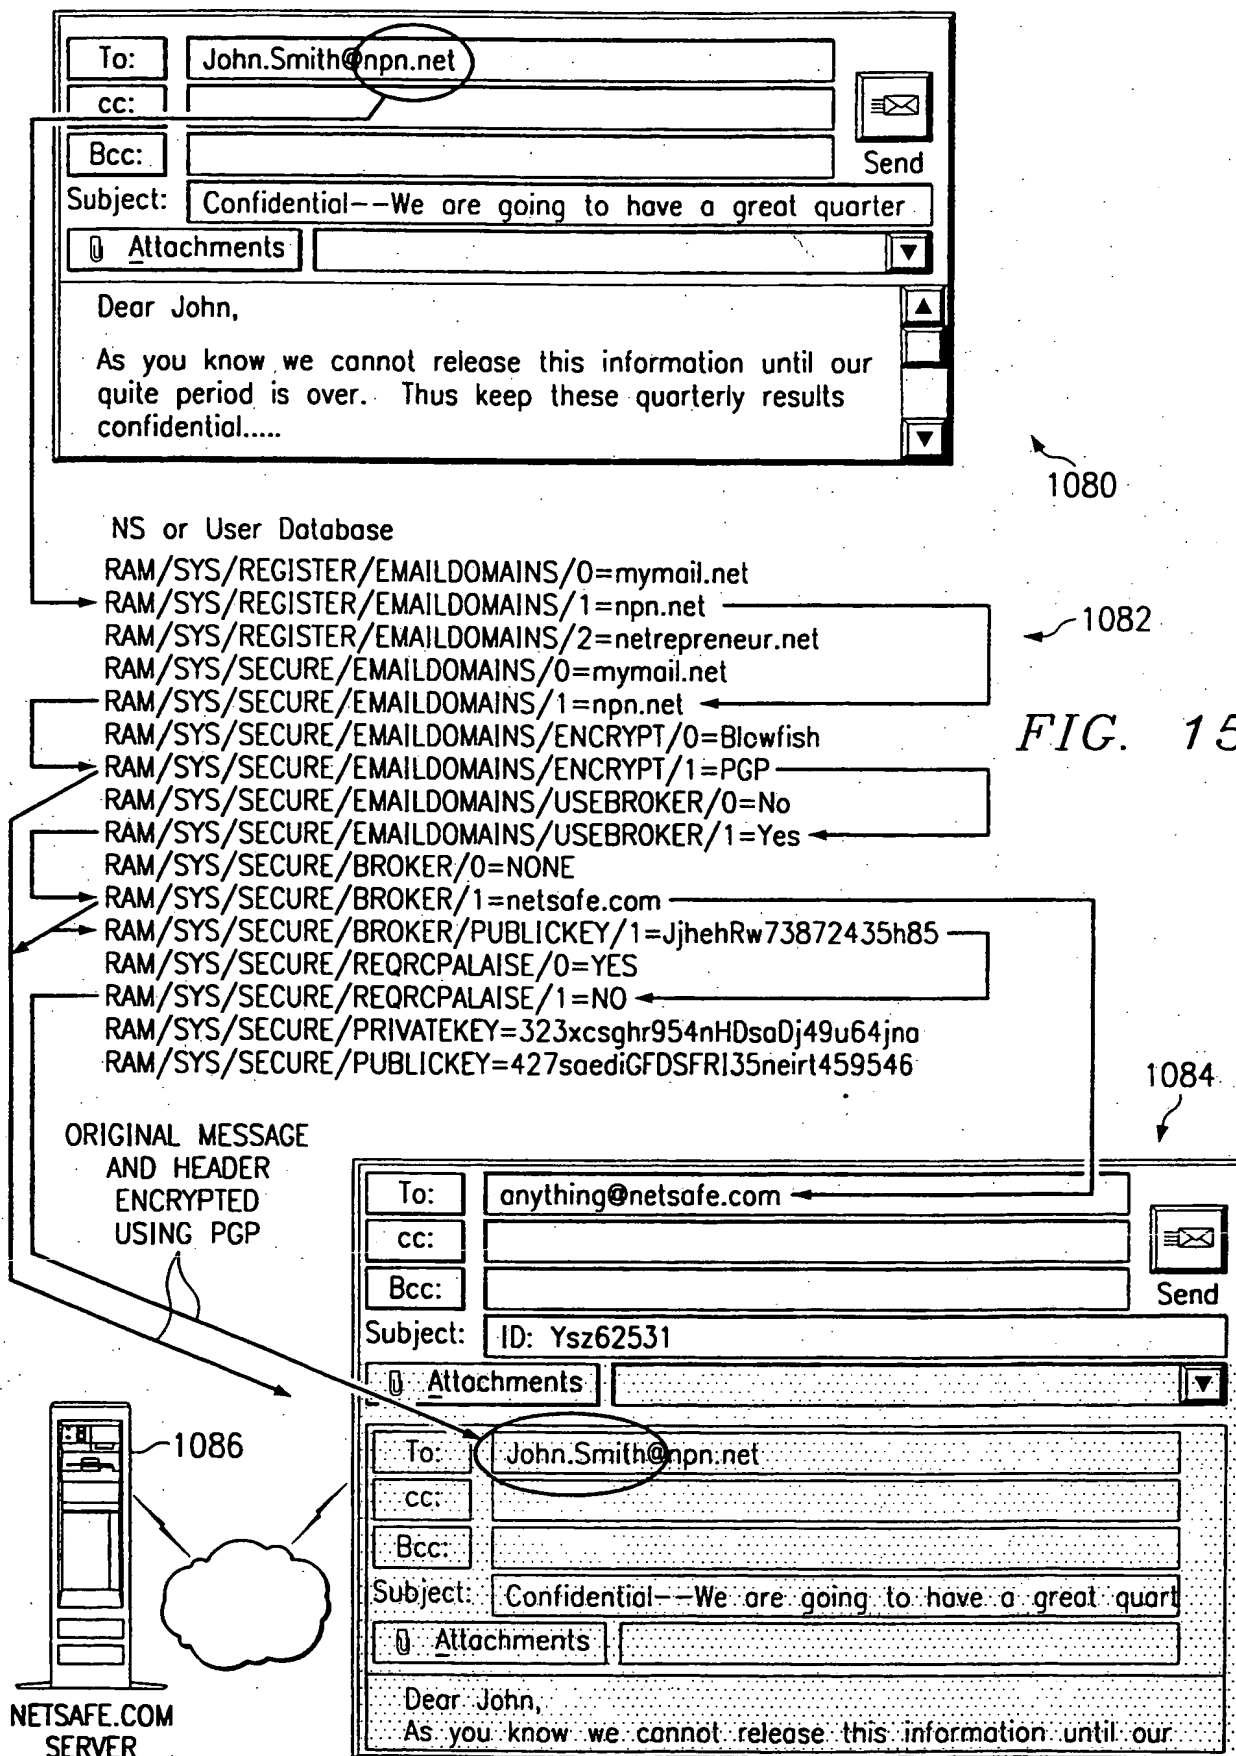 To: John.Smith@npn.net
cc:
Bcc:
Send
Subject: Confidential--We are going to have a great quarter
Attachments
Dear John,
As you know we cannot release this information until our
quite period is over. Thus keep these quarterly results
confidential.....
1080
NS or User Database
RAM/SYS/REGISTER/EMAILDOMAINS/0=mymail.net
RAM/SYS/REGISTER/EMAILDOMAINS/1=npn.net
RAM/SYS/REGISTER/EMAILDOMAINS/2=netrepreneur.net
RAM/SYS/SECURE/EMAILDOMAINS/0=mymail.net
RAM/SYS/SECURE/EMAILDOMAINS/1=npn.net
RAM/SYS/SECURE/EMAILDOMAINS/ENCRYPT/0=Blowfish
RAM/SYS/SECURE/EMAILDOMAINS/ENCRYPT/1=PGP
RAM/SYS/SECURE/EMAILDOMAINS/USEBROKER/0=No
RAM/SYS/SECURE/EMAILDOMAINS/USEBROKER/1=Yes
RAM/SYS/SECURE/BROKER/0=NONE
RAM/SYS/SECURE/BROKER/1=netsafe.com
RAM/SYS/SECURE/BROKER/PUBLICKEY/1=JjhehRw73872435h85
RAM/SYS/SECURE/REQRCPALAISE/0=YES
RAM/SYS/SECURE/REQRCPALAISE/1=NO
RAM/SYS/SECURE/PRIVATEKEY=323xcsghr954nHDsaDj49u64jna
RAM/SYS/SECURE/PUBLICKEY=427saediGFDSFRI35neirt459546
1082
FIG. 15
1084
ORIGINAL MESSAGE
AND HEADER
ENCRYPTED
USING PGP
To: anything@netsafe.com
cc:
Bcc:
Send
Subject: ID: Ysz62531
Attachments
To: John.Smith@npn.net
cc:
Bcc:
Subject: Confidential--We are going to have a great quart
Attachments
Dear John,
As you know we cannot release this information until our
1086
NETSAFE.COM
SERVER